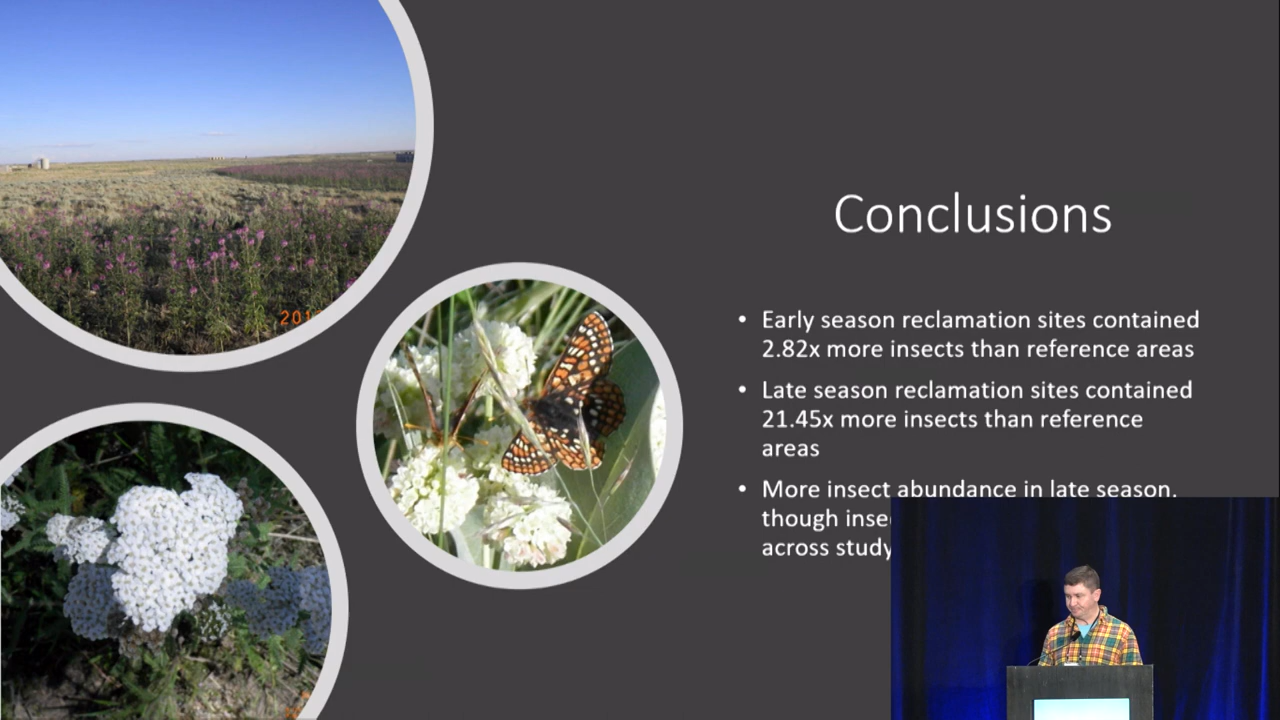 Conclusions
• Early season reclamation sites contained
2.82x more insects than reference areas
• Late season reclamation sites contained
21.45x more insects than reference
areas
• More insect abundance in late season,
though
across study
201